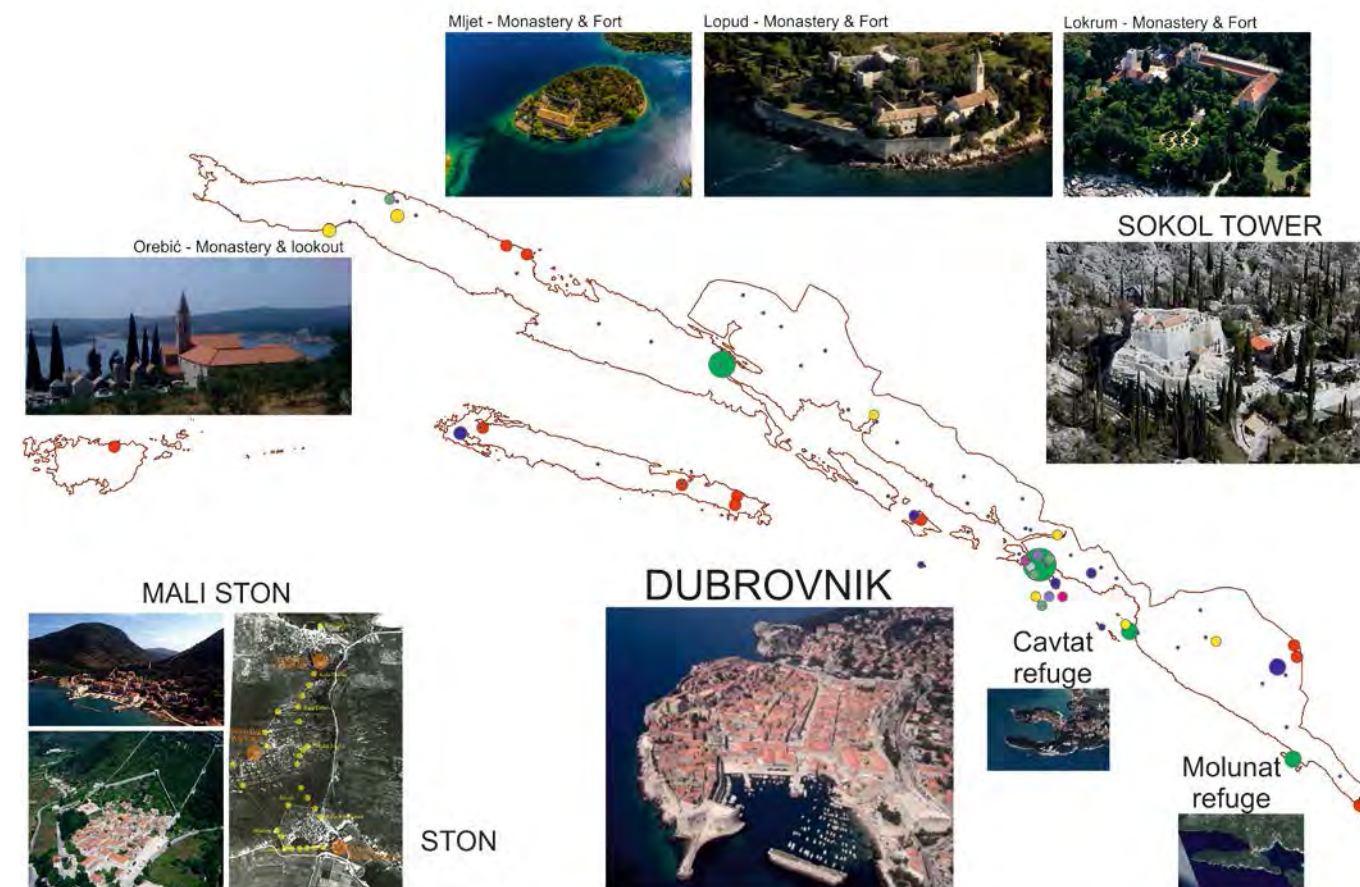 Mljet - Monastery & Fort
Lopud - Monastery & Fort
Lokrum - Monastery & Fort
SOKOL TOWER
Orebić - Monastery & lookout
MALI STON
DUBROVNIK
Cavtat
refuge
Molunat
refuge
STON